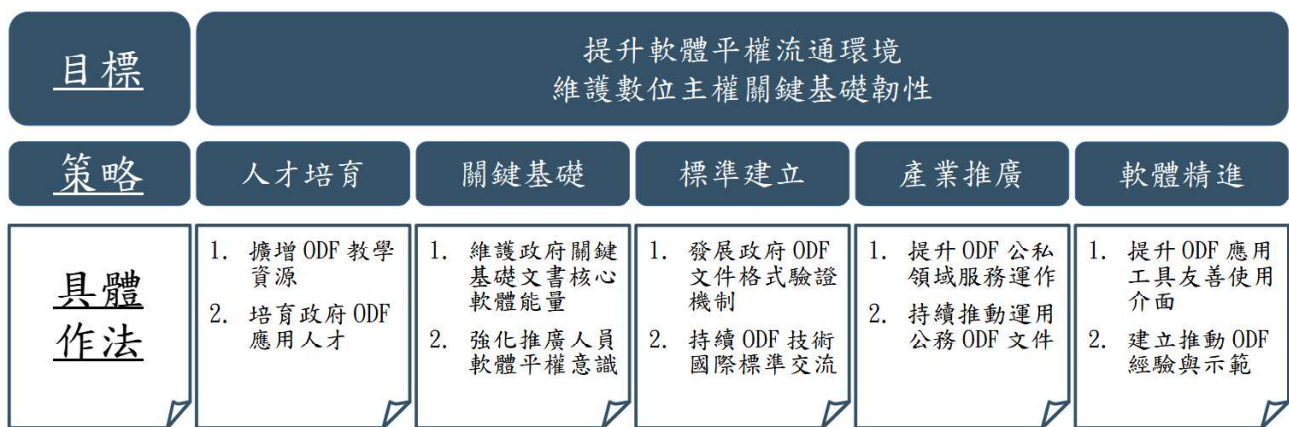 目標
提升軟體平權流通環境
維護數位主權關鍵基礎韌性
策略
人才培育
關鍵基礎
標準建立
產業推廣
軟體精進
具體
作法
1. 擴增 ODF 教學
資源
2. 培育政府 ODF
應用人才
1. 維護政府關鍵
基礎文書核心
軟體能量
2. 強化推廣人員
軟體平權意識
1. 發展政府 ODF
文件格式驗證
機制
2. 持續 ODF 技術
國際標準交流
1. 提升 ODF 公私
領域服務運作
2. 持續推動運用
公務 ODF 文件
1. 提升 ODF 應用
工具友善使用
介面
2. 建立推動 ODF
經驗與示範